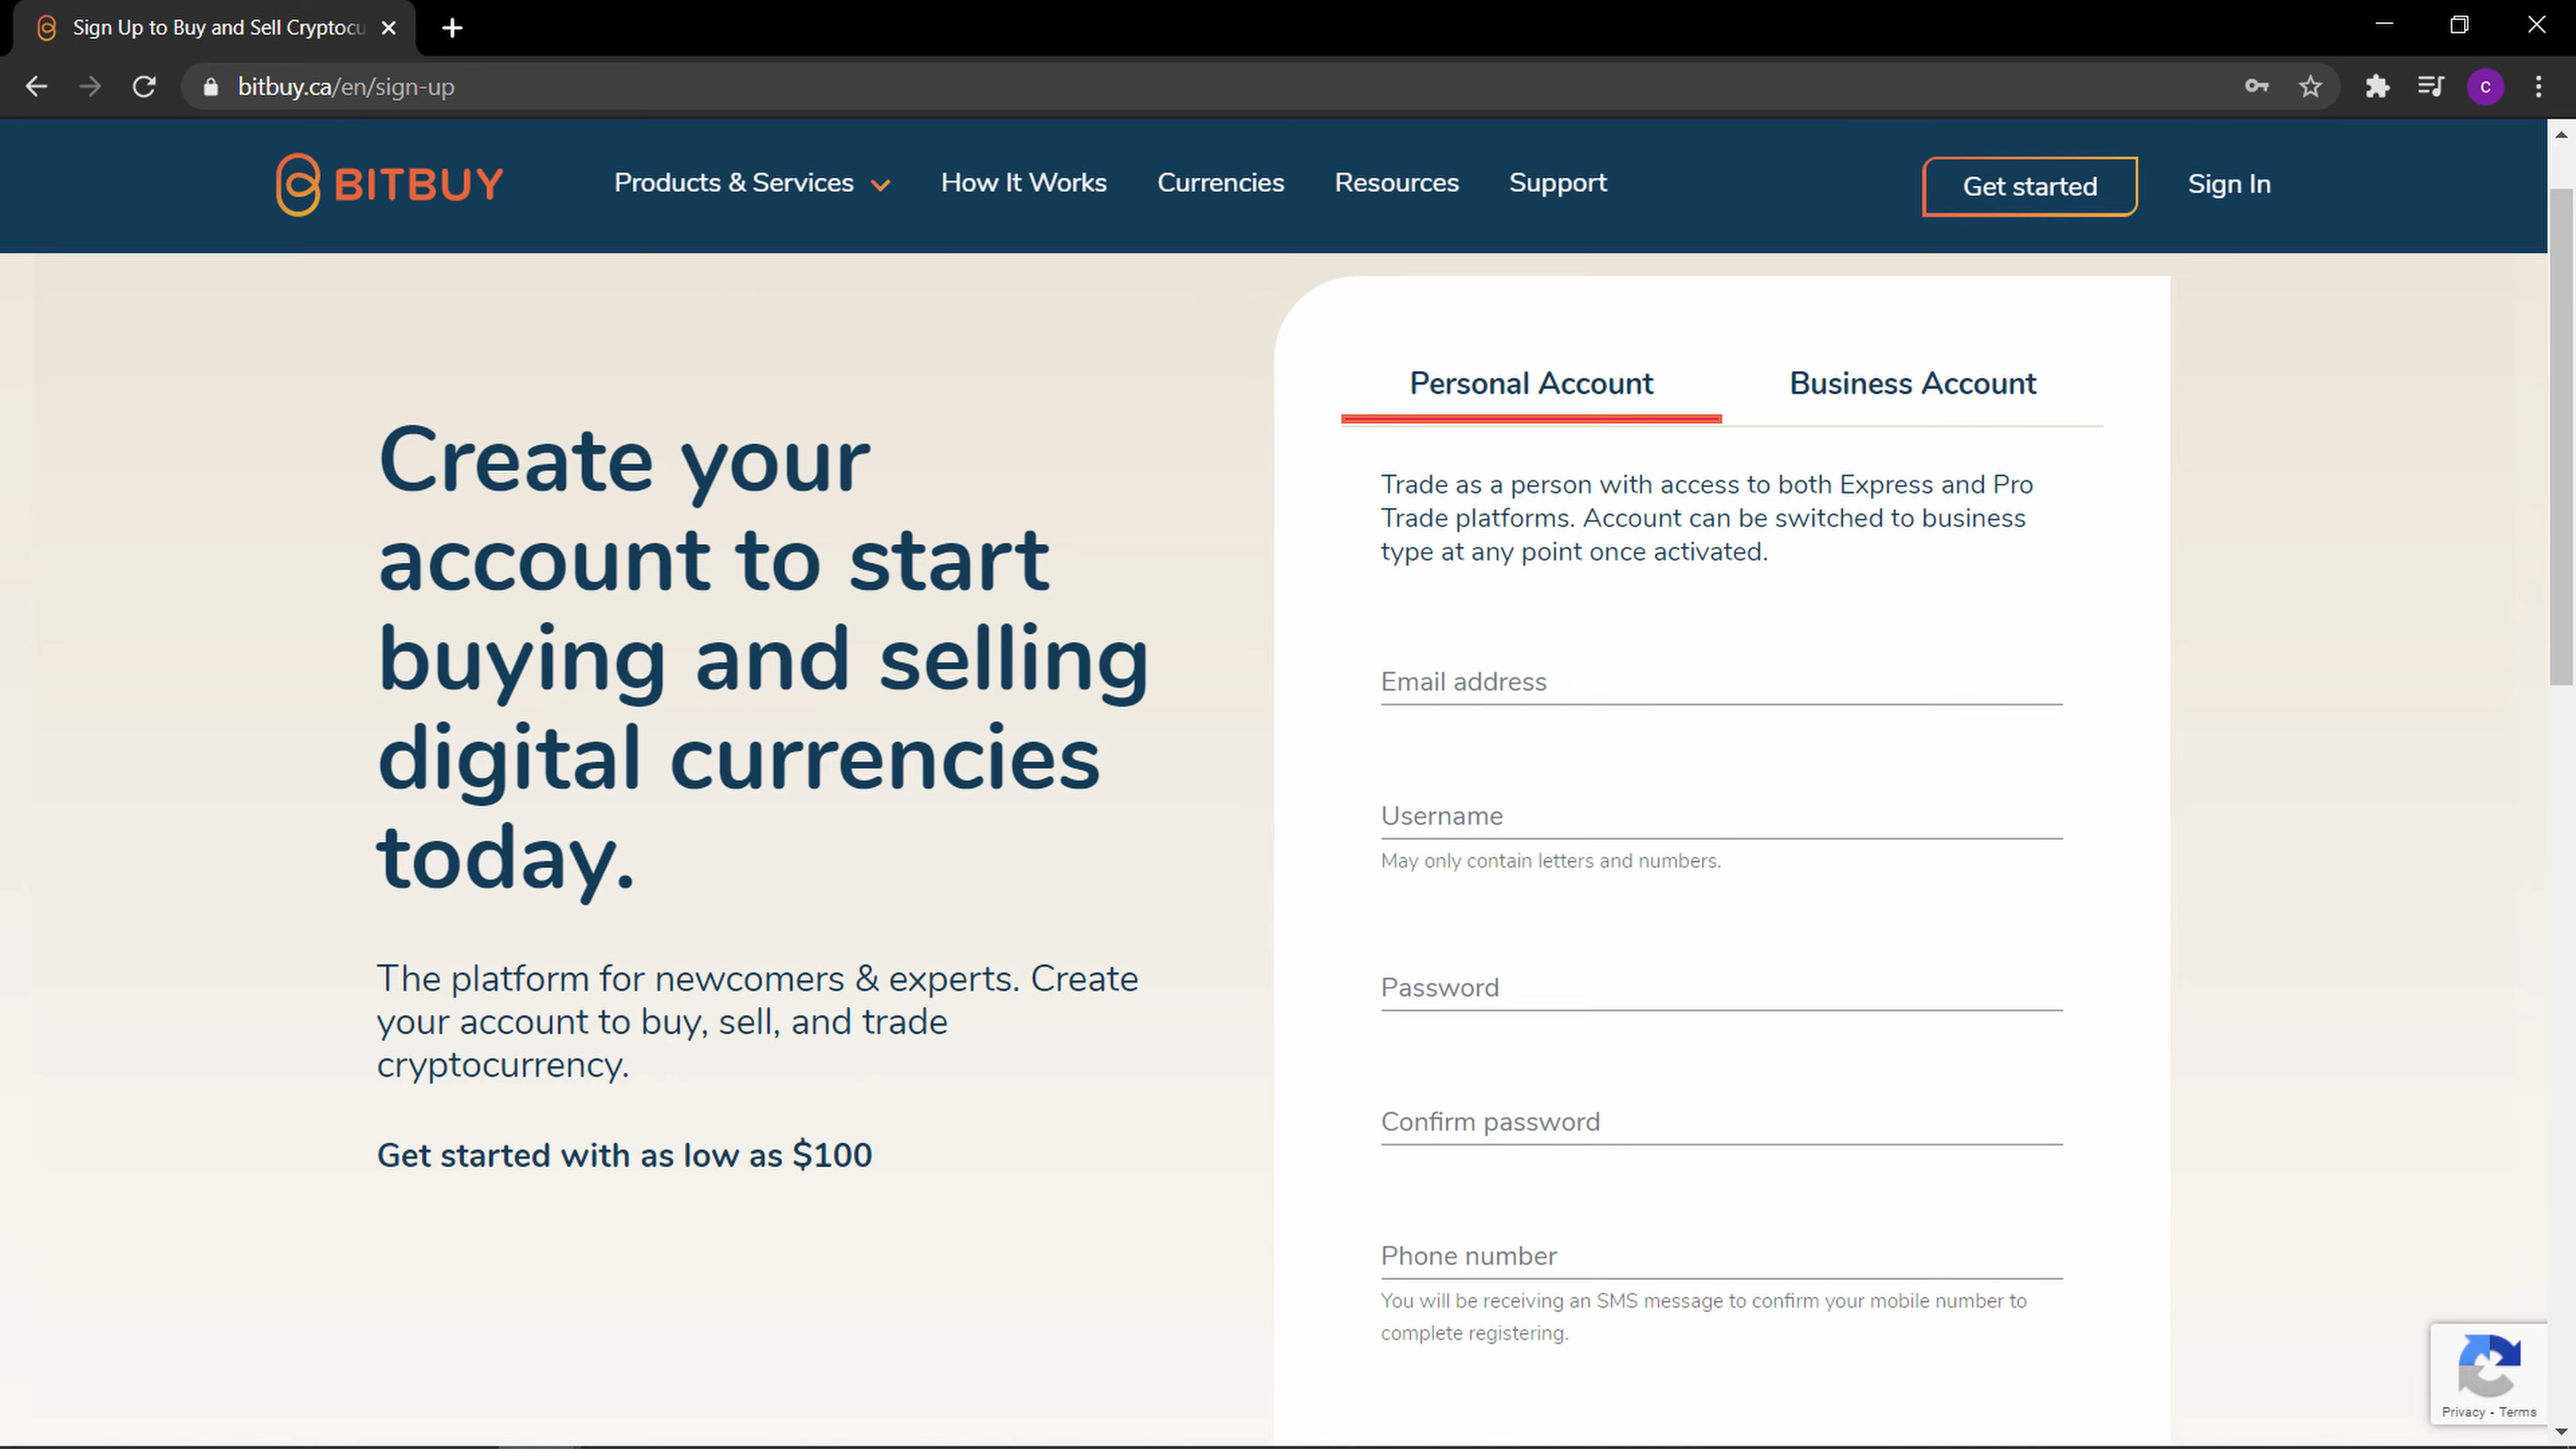 Sign Up to Buy and Sell Cryptocu
bitbuy.ca/en/sign-up
c
BITBUY
Products & Services
How It Works
Currencies
Resources
Support
Get started
Sign In
Create your
account to start
buying and selling
digital currencies
today.
The platform for newcomers & experts. Create
your account to buy, sell, and trade
cryptocurrency.
Get started with as low as $100
Personal Account
Business Account
Trade as a person with access to both Express and Pro
Trade platforms. Account can be switched to business
type at any point once activated.
Email address
Username
May only contain letters and numbers.
Password
Confirm password
Phone number
You will be receiving an SMS message to confirm your mobile number to
complete registering.
Privacy - Terms